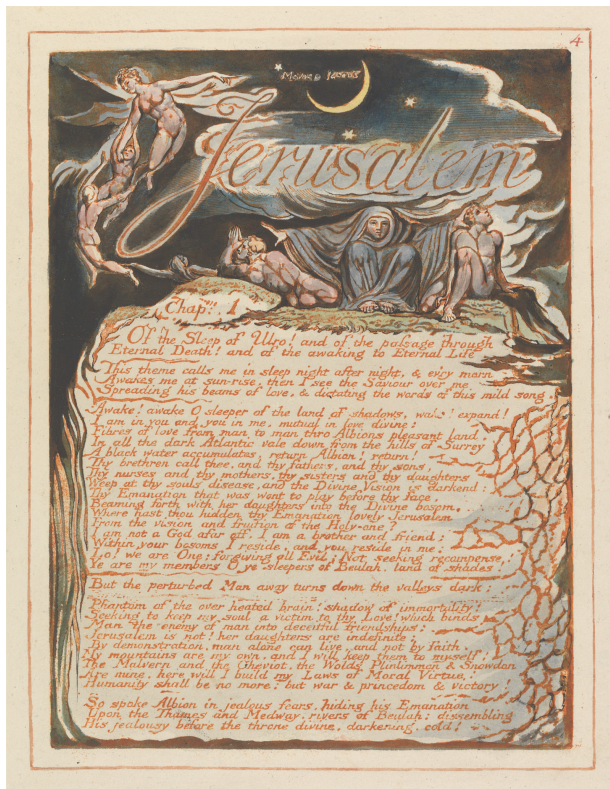 4
Μονος ο Ιεσους
Jerusalem
Chap: 1
Of the Sleep of Ulro! and of the passage through
Eternal Death! and of the awaking to Eternal Life
This theme calls me in sleep night after night, & ev'ry morn
Awakes me at sun-rise, then I see the Saviour over me
Spreading his beams of love, & dictating the words of this mild song.
Awake! awake O sleeper of the land of shadows, wake! expand!
I am in you and you in me, mutual in love divine:
Fibres of love from man to man thro Albions pleasant land.
In all the dark Atlantic vale down from the hills of Surrey
A black water accumulates, return Albion! return!
Thy brethren call thee, and thy fathers, and thy sons,
Thy nurses and thy mothers, thy sisters and thy daughters
Weep at thy souls disease, and the Divine Vision is darkend:
Thy Emanation that was wont to play before thy face,
Beaming forth with her daughters into the Divine bosom,
Where hast thou hidden thy Emanation lovely Jerusalem
From the vision and fruition of the Holy-one?
I am not a God afar off, I am a brother and friend;
Within your bosoms I reside, and you reside in me:
Lo! we are One; forgiving all Evil; Not seeking recompense,
Ye are my members O ye sleepers of Beulah, land of shades!
But the perturbed Man away turns down the valleys dark;
Phantom of the over heated brain! shadow of immortality!
Seeking to keep my soul a victim to thy Love! which binds
Man the enemy of man into deceitful friendships:
Jerusalem is not! her daughters are indefinite:
By demonstration, man alone can live, and not by faith.
My mountains are my own, and I will keep them to myself;
The Malvern and the Cheviot, the Wolds Plinlimmon & Snowdon
Are mine, here will I build my Laws of Moral Virtue;
Humanity shall be no more: but war & princedom & victory!
So spoke Albion in jealous fears, hiding his Emanation
Upon the Thames and Medway, rivers of Beulah: dissembling
His jealousy before the throne divine, darkening, cold!